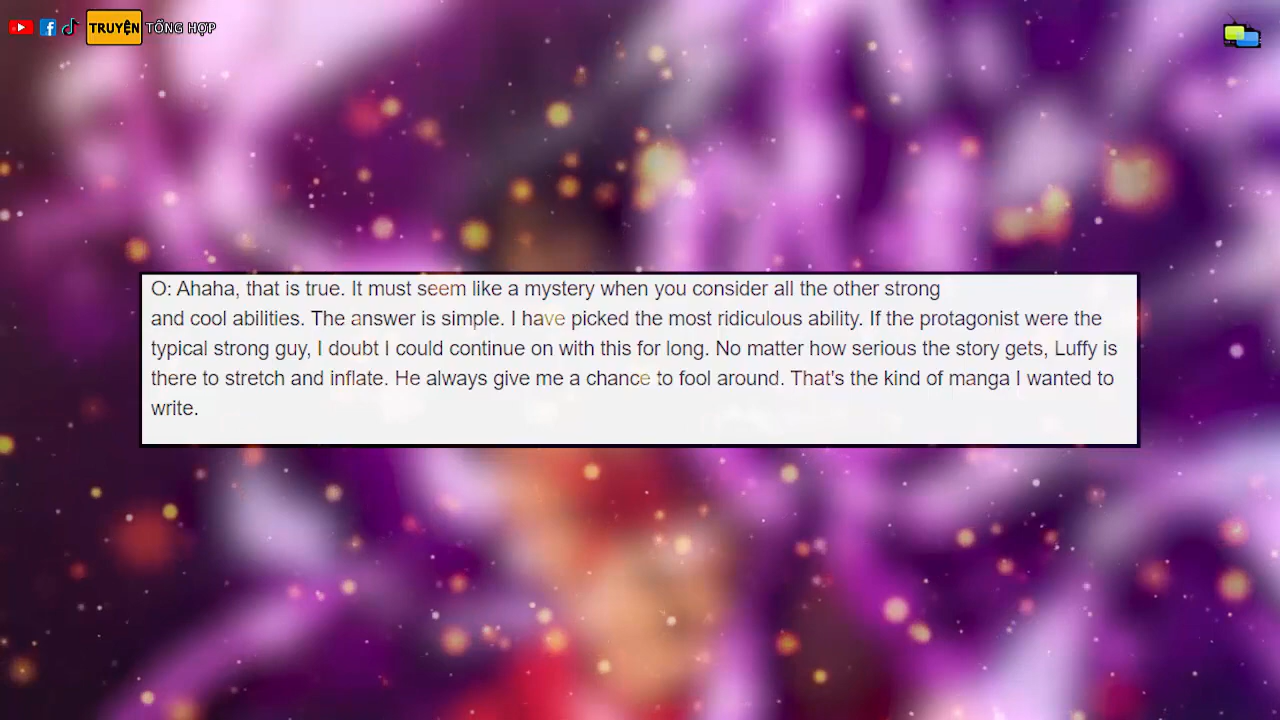 TRUYỆN TỔNG HỢP
O: Ahaha, that is true. It must seem like a mystery when you consider all the other strong
and cool abilities. The answer is simple. I have picked the most ridiculous ability. If the protagonist were the
typical strong guy, I doubt I could continue on with this for long. No matter how serious the story gets, Luffy is
there to stretch and inflate. He always give me a chance to fool around. That's the kind of manga I wanted to
write.